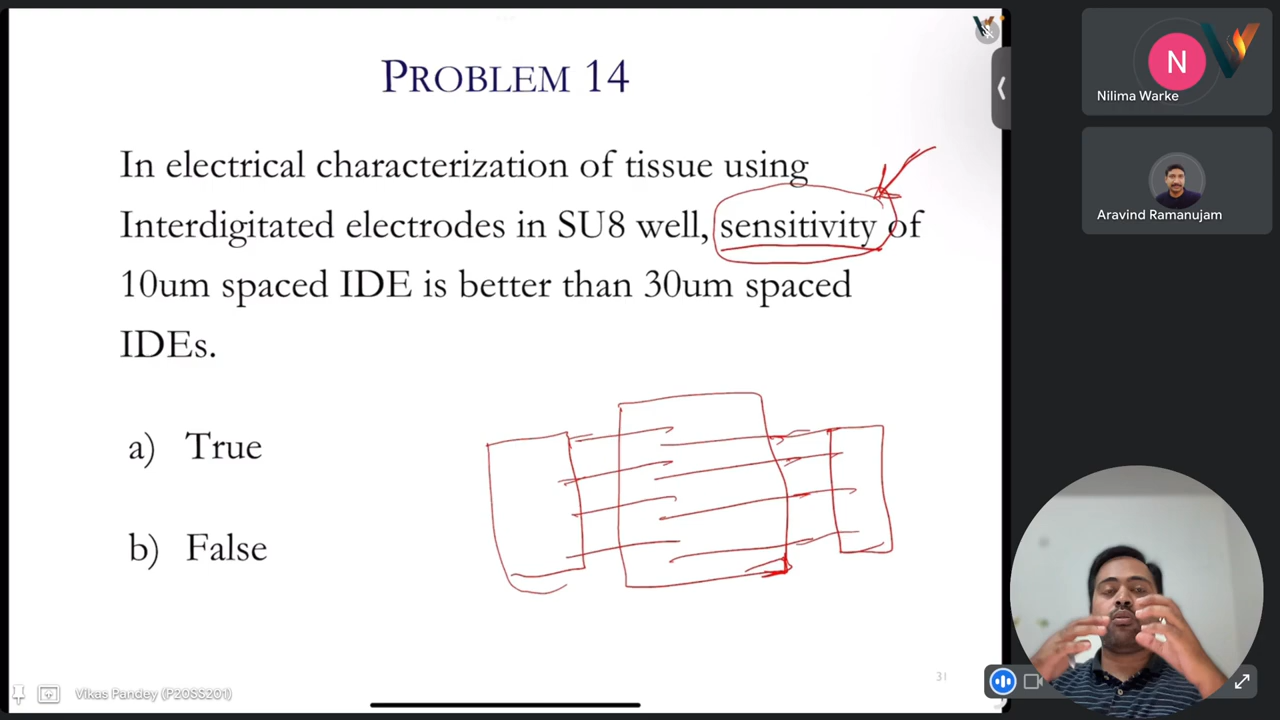 PROBLEM 14
In electrical characterization of tissue using
Interdigitated electrodes in SU8 well, sensitivity of
10um spaced IDE is better than 30um spaced
IDEs.
a) True
b) False
31
Vikas Pandey (P20SS201)
N
Nilima Warke
Aravind Ramanujam